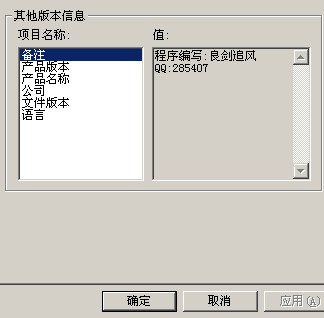 其他版本信息
项目名称:
值:
备注
产品版本
产品名称
公司
文件版本
语言
程序编写:良剑追风
QQ:285407
确定
取消
应用(A)